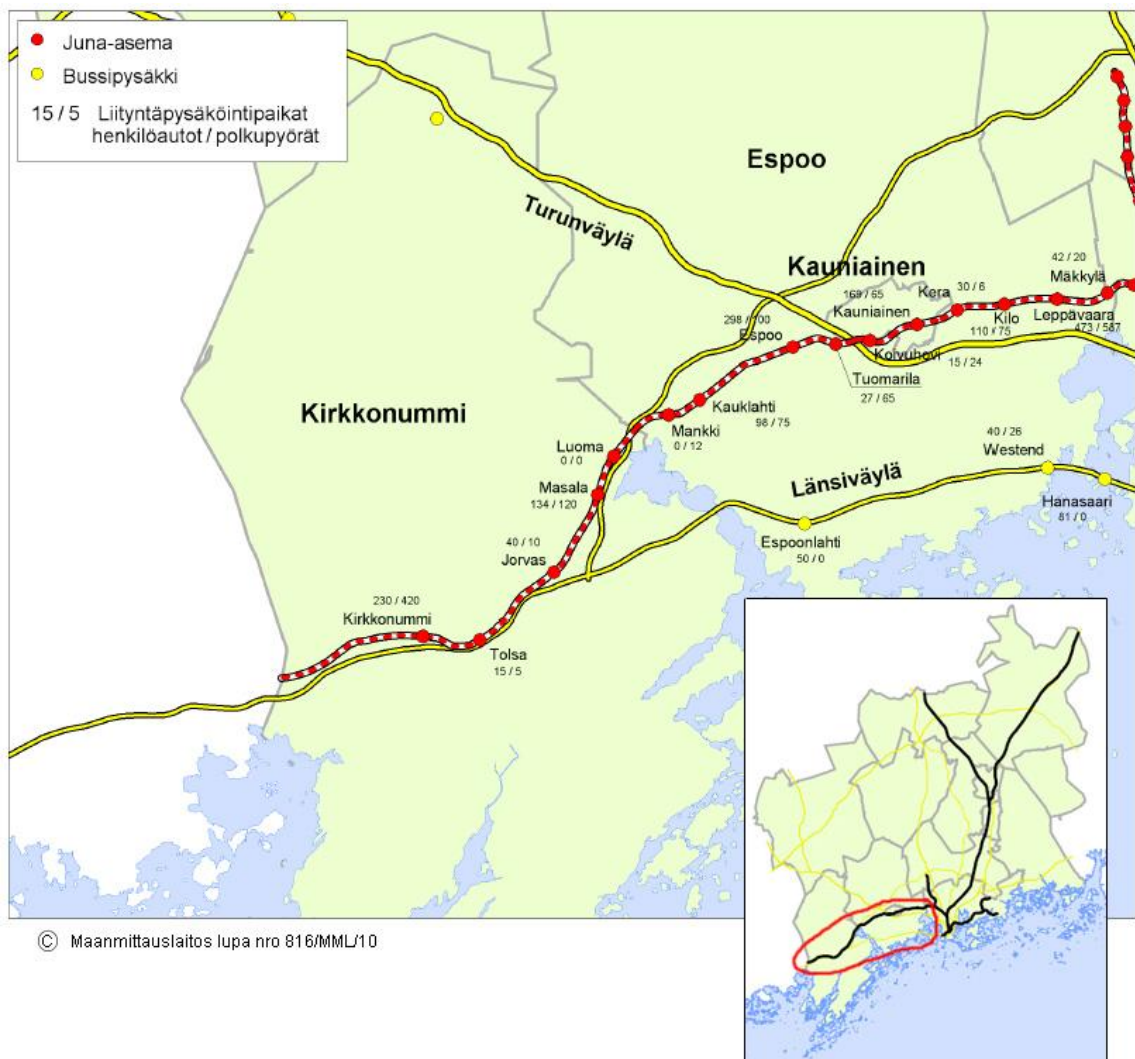 Juna-asema
Bussipysäkki
15 / 5 Liityntäpysäköintipaikat
henkilöautot / polkupyörät
Espoo
Turunväylä
Kauniainen
42 / 20
Mäkkylä
169 / 65
Kera
30 / 6
Kauniainen
298 / 100
Espoo
Kilo
110 / 75
Leppävaara
473 / 587
Koivuhovi
15 / 24
Tuomarila
27 / 65
Kirkkonummi
Kauklahti
98 / 75
Mankki
0 / 12
Luoma
0 / 0
Masala
134 / 120
40 / 26
Westend
Länsiväylä
Hanasaari
81 / 0
Espoonlahti
50 / 0
40 / 10
Jorvas
230 / 420
Kirkkonummi
Tolsa
15 / 5
© Maanmittauslaitos lupa nro 816/MML/10